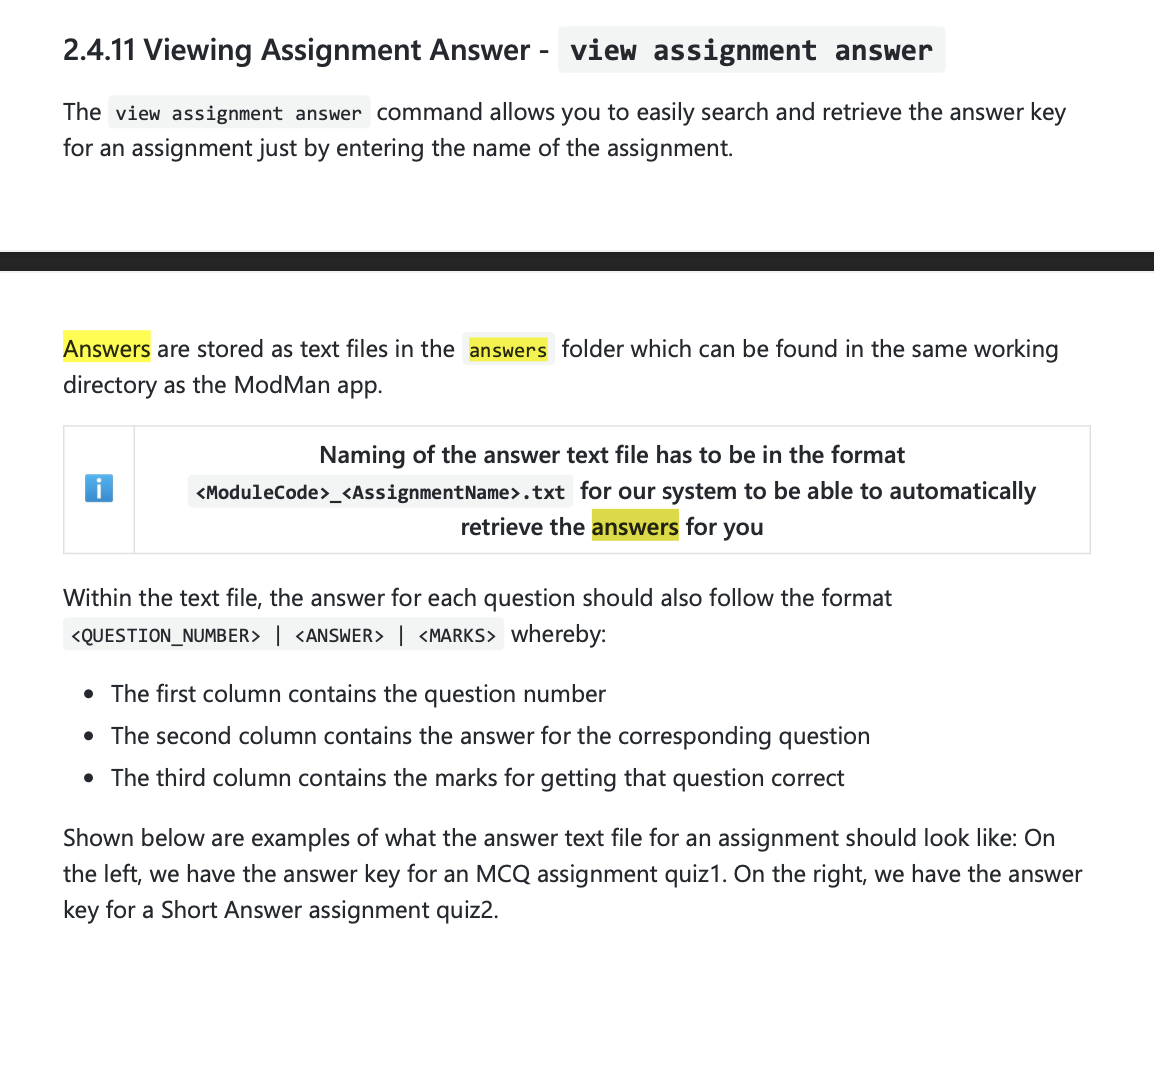 2.4.11 Viewing Assignment Answer - view assignment answer
The view assignment answer command allows you to easily search and retrieve the answer key
for an assignment just by entering the name of the assignment.
Answers are stored as text files in the answers folder which can be found in the same working
directory as the ModMan app.
i
Naming of the answer text file has to be in the format
<ModuleCode>_<AssignmentName>.txt for our system to be able to automatically
retrieve the answers for you
Within the text file, the answer for each question should also follow the format
<QUESTION_NUMBER> | <ANSWER> | <MARKS> whereby:
• The first column contains the question number
• The second column contains the answer for the corresponding question
• The third column contains the marks for getting that question correct
Shown below are examples of what the answer text file for an assignment should look like: On
the left, we have the answer key for an MCQ assignment quiz1. On the right, we have the answer
key for a Short Answer assignment quiz2.